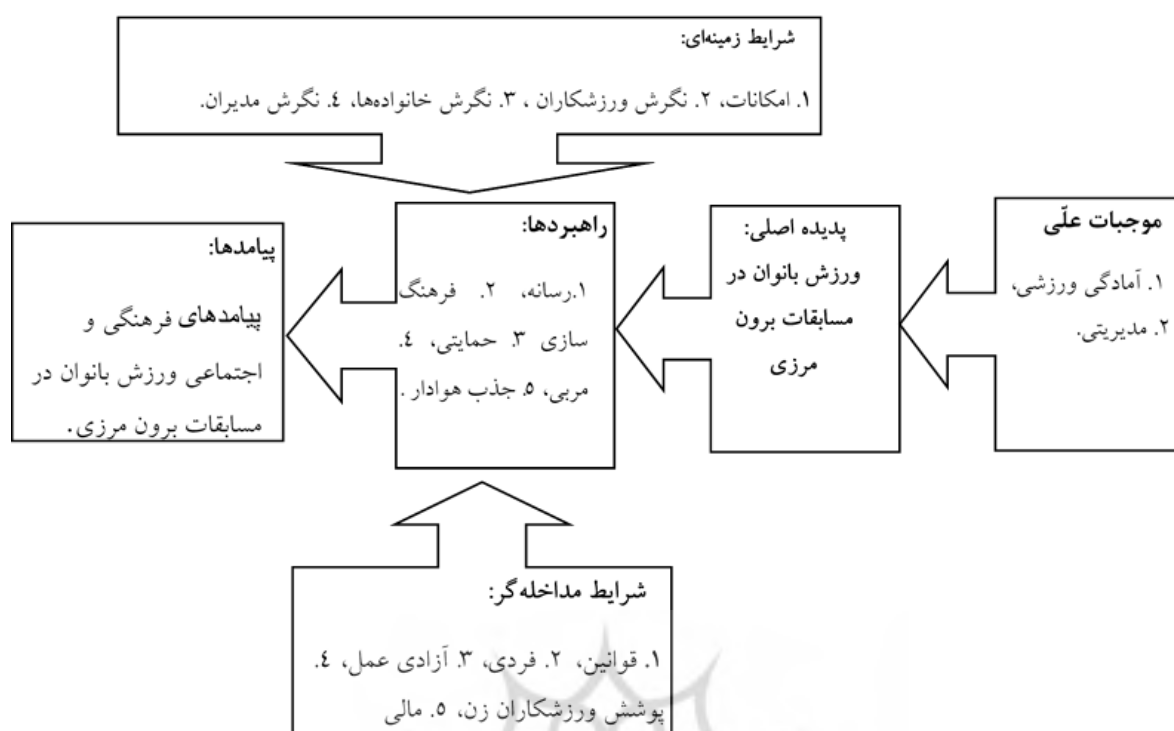 شرایط زمینه‌ای:
۱. امکانات، ۲. نگرش ورزشکاران ، ۳. نگرش خانواده‌ها، ٤. نگرش مدیران.
موجبات علّی
۱. آمادگی ورزشی،
۲. مدیریتی.
پدیده اصلی:
ورزش بانوان در
مسابقات برون
مرزی
راهبردها:
۱.رسانه، ۲. فرهنگ
سازی ۳. حمایتی، ٤.
مربی، ٥. جذب هوادار .
پیامدها:
پیامدهای فرهنگی و
اجتماعی ورزش بانوان در
مسابقات برون مرزی.
شرایط مداخله‌گر:
۱. قوانین، ۲. فردی، ۳. آزادی عمل، ٤.
پوشش ورزشکاران زن، ٥. مالی